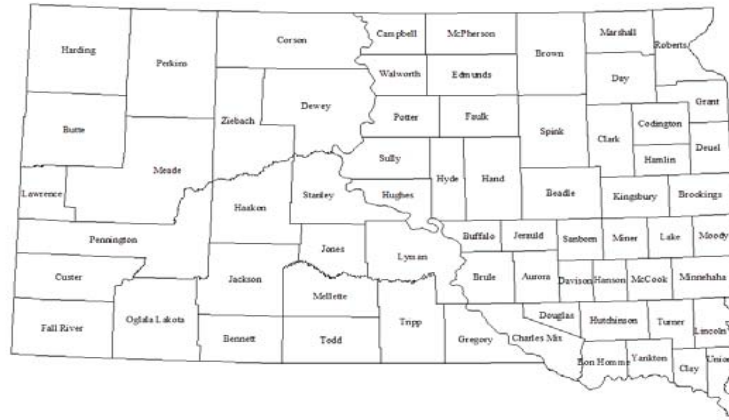 Harding
Perkins
Corson
Campbell
McPherson
Brown
Marshall
Roberts
Walworth
Edmunds
Day
Butte
Ziebach
Dewey
Potter
Faulk
Spink
Clark
Codington
Grant
Meade
Sully
Hyde
Hand
Hamlin
Deuel
Lawrence
Haakon
Stanley
Hughes
Beadle
Kingsbury
Brookings
Pennington
Jones
Lyman
Buffalo
Jerauld
Sanborn
Miner
Lake
Moody
Custer
Jackson
Brule
Aurora
Davison
Hanson
McCook
Minnehaha
Fall River
Oglala Lakota
Mellette
Tripp
Douglas
Hutchinson
Turner
Lincoln
Bennett
Todd
Gregory
Charles Mix
Bon Homme
Yankton
Clay
Union